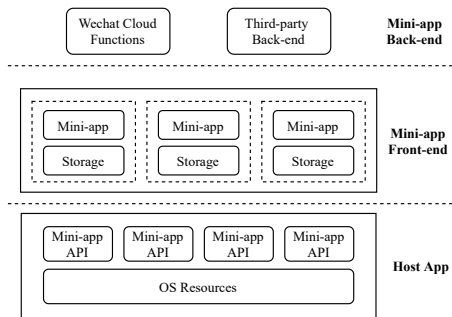 Wechat Cloud
Functions
Third-party
Back-end
Mini-app
Back-end
Mini-app
Mini-app
Mini-app
Storage
Storage
Storage
Mini-app
Front-end
Mini-app
API
Mini-app
API
Mini-app
API
Mini-app
API
OS Resources
Host App